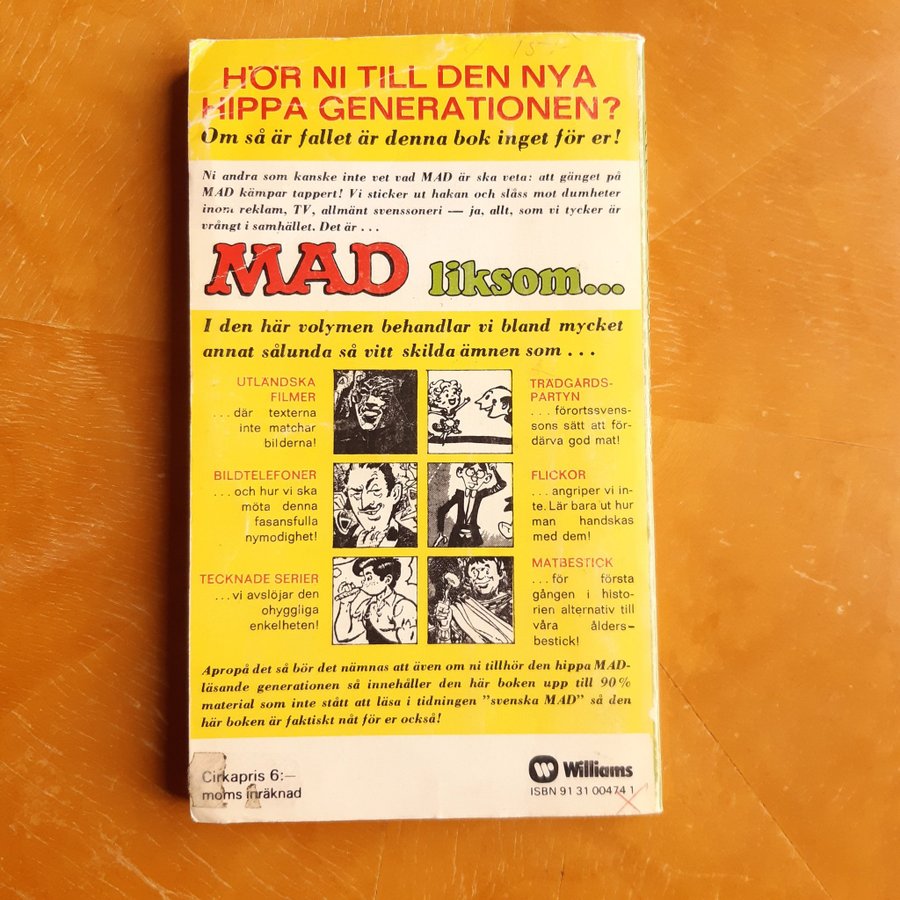 15-
HÖR NI TILL DEN NYA
HIPPA GENERATIONEN?
Om så är fallet är denna bok inget för er!
Ni andra som kanske inte vet vad MAD är ska veta: att gänget på
MAD kämpar tappert! Vi sticker ut hakan och slåss mot dumheter
inom reklam, TV, allmänt svenssoneri — ja, allt, som vi tycker är
vrångt i samhället. Det är . . .
MAD liksom...
I den här volymen behandlar vi bland mycket
annat sålunda så vitt skilda ämnen som . . .
UTLÄNDSKA
FILMER
. . . där texterna
inte matchar
bilderna!
TRÄDGÅRDS-
PARTYN
. . . förortssvens-
sons sätt att för-
därva god mat!
BILDTELEFONER
. . . och hur vi ska
möta denna
fasansfulla
nymodighet!
FLICKOR
. . . angriper vi in-
te. Lär bara ut hur
man handskas
med dem!
TECKNADE SERIER
. . . vi avslöjar den
ohyggliga
enkelheten!
MATBESTICK
. . . för första
gången i histo-
rien alternativ till
våra ålders-
bestick!
Apropå det så bör det nämnas att även om ni tillhör den hippa MAD-
läsande generationen så innehåller den här boken upp till 90 %
material som inte stått att läsa i tidningen "svenska MAD" så den
här boken är faktiskt nåt för er också!
Cirkapris 6:—
moms inräknad
Williams
ISBN 91 31 00474 1